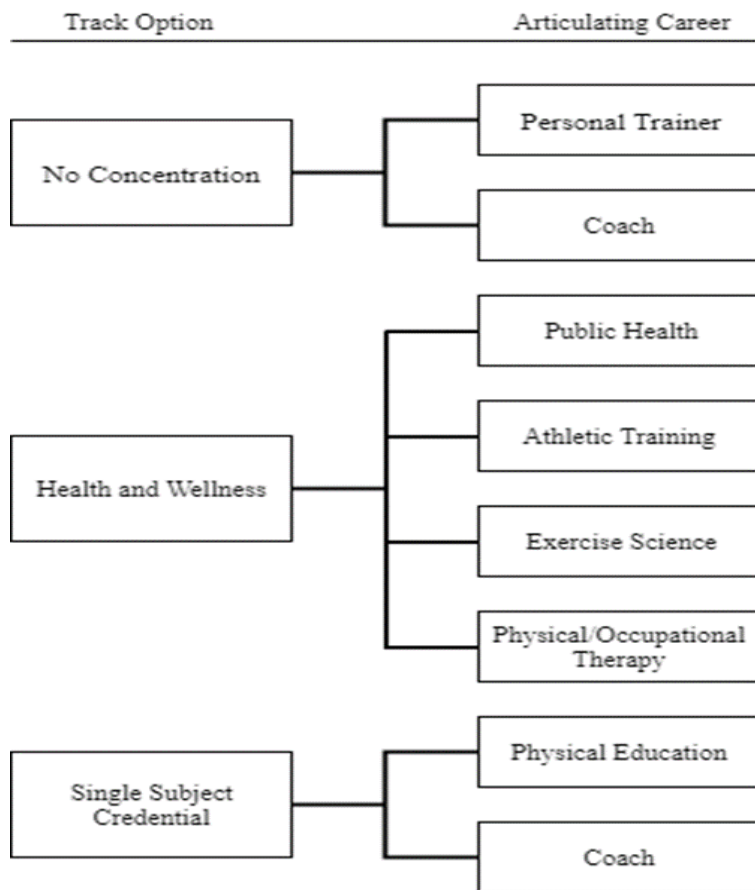 Track Option
Articulating Career
No Concentration
Personal Trainer
Coach
Health and Wellness
Public Health
Athletic Training
Exercise Science
Physical/Occupational
Therapy
Single Subject
Credential
Physical Education
Coach